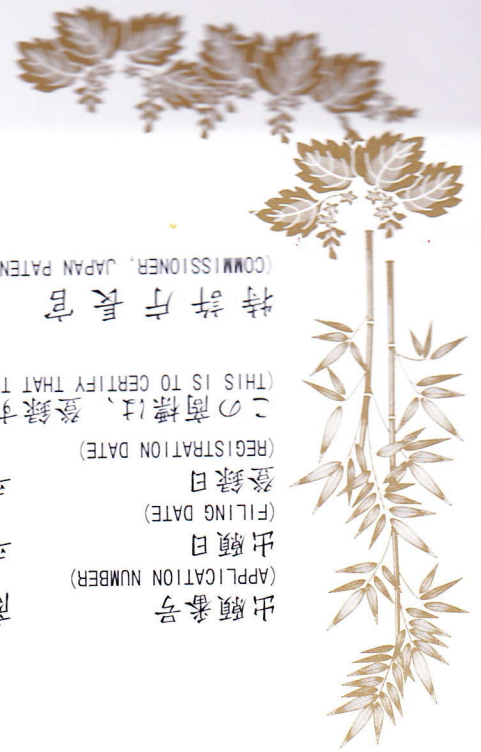 出願番号
(APPLICATION NUMBER)
出願日
(FILING DATE)
登録日
(REGISTRATION DATE)
この商標は、登録す
(THIS IS TO CERTIFY THAT
特許庁長官
(COMMISSIONER, JAPAN PATEN